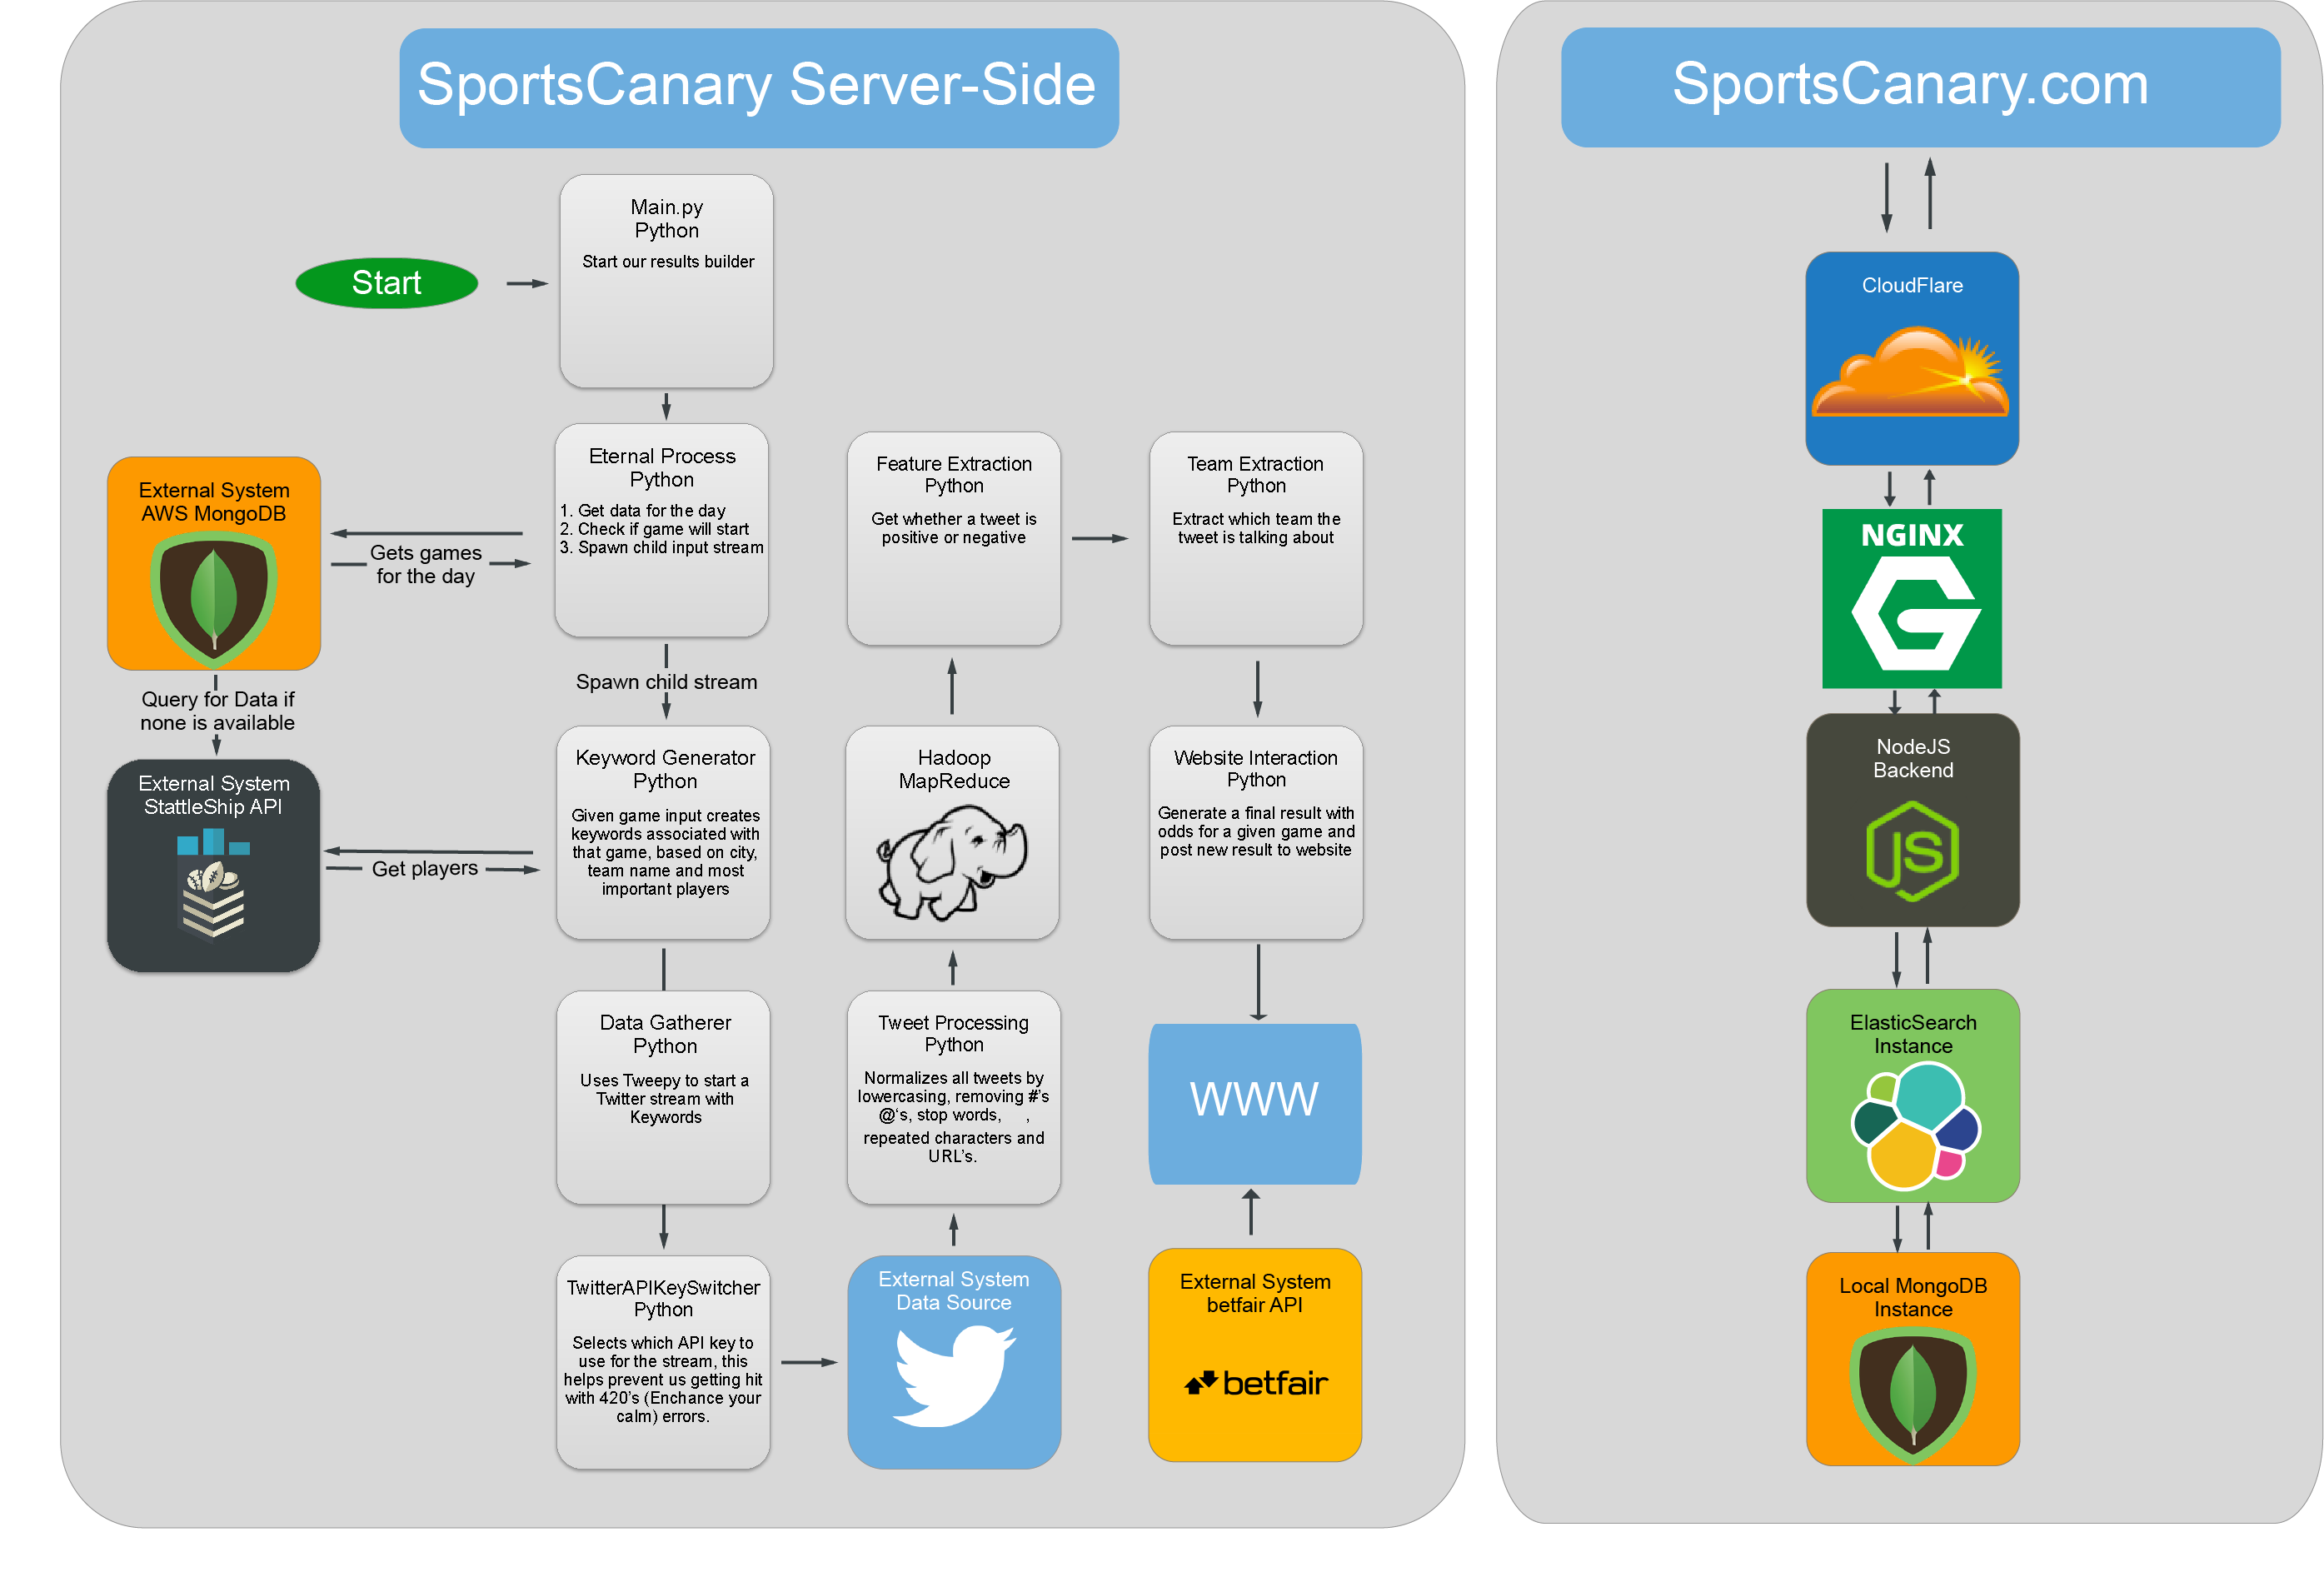 SportsCanary Server-Side
Start
Main.py
Python
Start our results builder
Eternal Process
Python
1. Get data for the day
2. Check if game will start
3. Spawn child input stream
External System
AWS MongoDB
Gets games
for the day
Query for Data if
none is available
External System
StattleShip API
Get players
Spawn child stream
Keyword Generator
Python
Given game input creates
keywords associated with
that game, based on city,
team name and most
important players
Data Gatherer
Python
Uses Tweepy to start a
Twitter stream with
Keywords
TwitterAPIKeySwitcher
Python
Selects which API key to
use for the stream, this
helps prevent us getting hit
with 420's (Enchance your
calm) errors.
External System
Data Source
Tweet Processing
Python
Normalizes all tweets by
lowercasing, removing #'s
@'s, stop words, ,
repeated characters and
URL's.
Hadoop
MapReduce
Feature Extraction
Python
Get whether a tweet is
positive or negative
Team Extraction
Python
Extract which team the
tweet is talking about
Website Interaction
Python
Generate a final result with
odds for a given game and
post new result to website
WWW
External System
betfair API
betfair
SportsCanary.com
CloudFlare
NGINX
NodeJS
Backend
JS
ElasticSearch
Instance
Local MongoDB
Instance